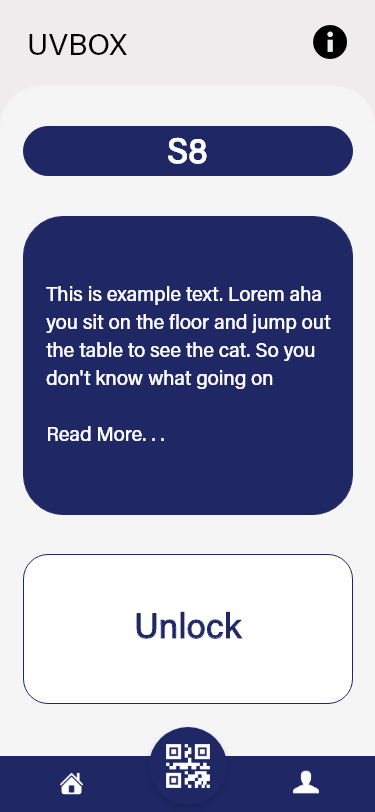 UVBOX
S8
This is example text. Lorem aha
you sit on the floor and jump out
the table to see the cat. So you
don't know what going on
Read More. . .
Unlock